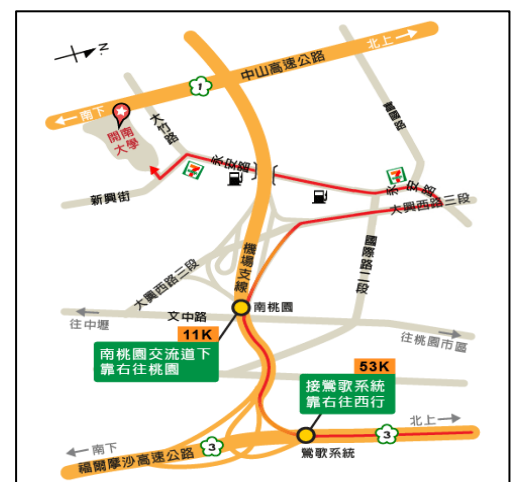 N
北上→
中山高速公路
1
←南下
開南
大學
大竹路
富國路
永安路
7
永安路
7
新興街
大興西路三段
機場支線
國際路二段
大興西路三段
文中路
南桃園
往中壢
11K
往桃園市區
南桃園交流道下
靠右往桃園
53K
接鶯歌系統
靠右往西行
北上→
3
←南下
3
福爾摩沙高速公路
鶯歌系統